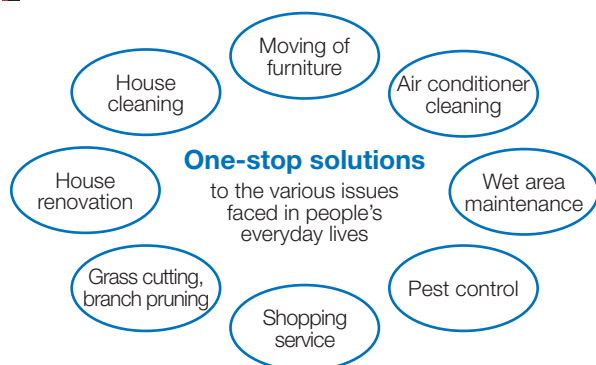 Moving of
furniture
House
cleaning
Air conditioner
cleaning
One-stop solutions
to the various issues
faced in people's
everyday lives
House
renovation
Wet area
maintenance
Grass cutting,
branch pruning
Pest control
Shopping
service